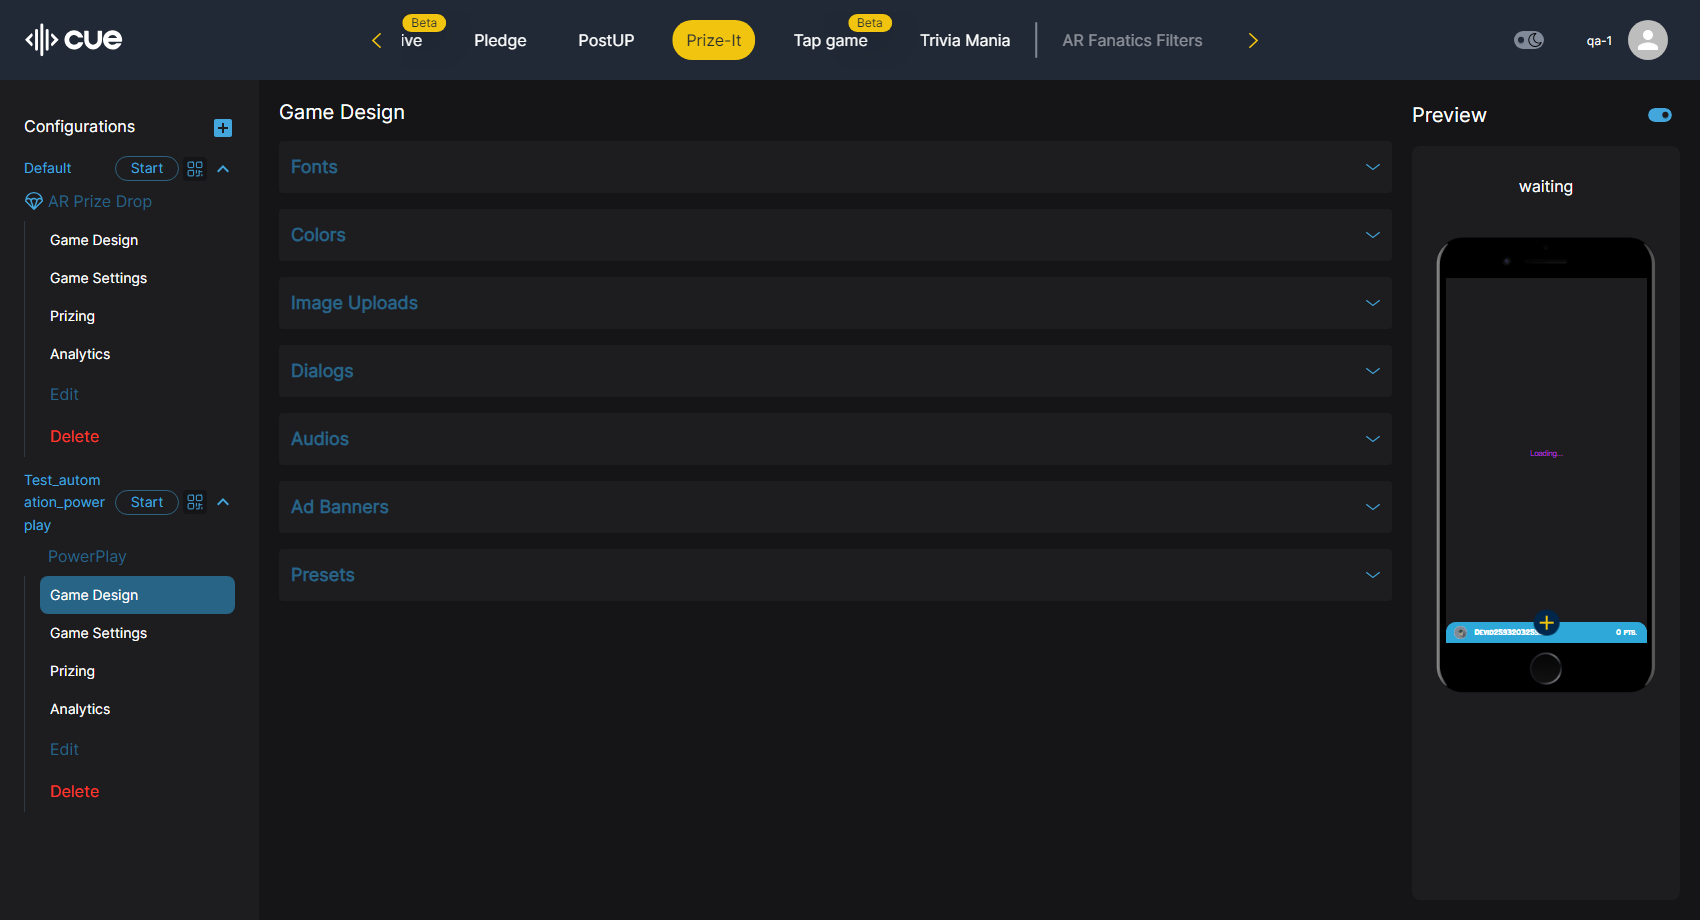 cue
Beta
ive
Pledge
PostUP
Prize-It
Beta
Tap game
Trivia Mania
AR Fanatics Filters
qa-1
Configurations
Default
Start
AR Prize Drop
Game Design
Game Settings
Prizing
Analytics
Edit
Delete
Test_autom
ation_power
play
Start
PowerPlay
Game Design
Game Settings
Prizing
Analytics
Edit
Delete
Game Design
Fonts
Colors
Image Uploads
Dialogs
Audios
Ad Banners
Presets
Preview
waiting
Loading...
0 PTS.